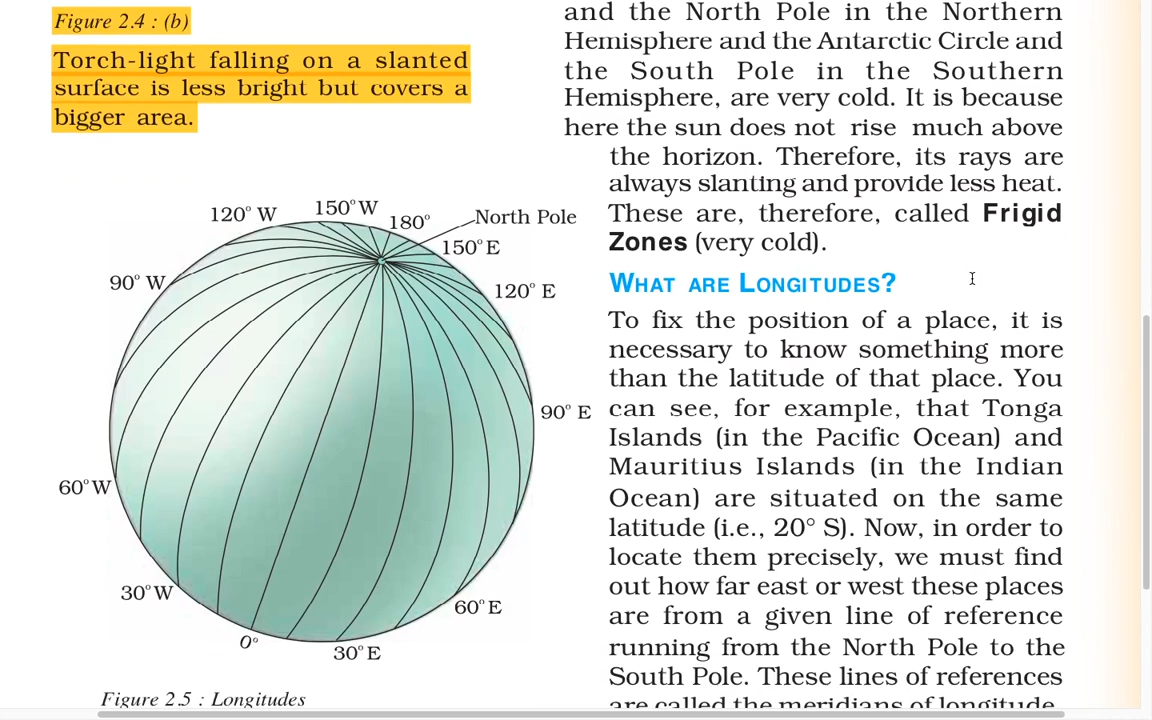 Figure 2.4 : (b)
Torch-light falling on a slanted
surface is less bright but covers a
bigger area.
120° W
150° W
180°
North Pole
150° E
90° W
120° E
90° E
60° W
30° W
60° E
0°
30° E
Figure 2.5 : Longitudes
and the North Pole in the Northern
Hemisphere and the Antarctic Circle and
the South Pole in the Southern
Hemisphere, are very cold. It is because
here the sun does not rise much above
the horizon. Therefore, its rays are
always slanting and provide less heat.
These are, therefore, called Frigid
Zones (very cold).
WHAT ARE LONGITUDES?
To fix the position of a place, it is
necessary to know something more
than the latitude of that place. You
can see, for example, that Tonga
Islands (in the Pacific Ocean) and
Mauritius Islands (in the Indian
Ocean) are situated on the same
latitude (i.e., 20° S). Now, in order to
locate them precisely, we must find
out how far east or west these places
are from a given line of reference
running from the North Pole to the
South Pole. These lines of references
are called the meridians of longitude,